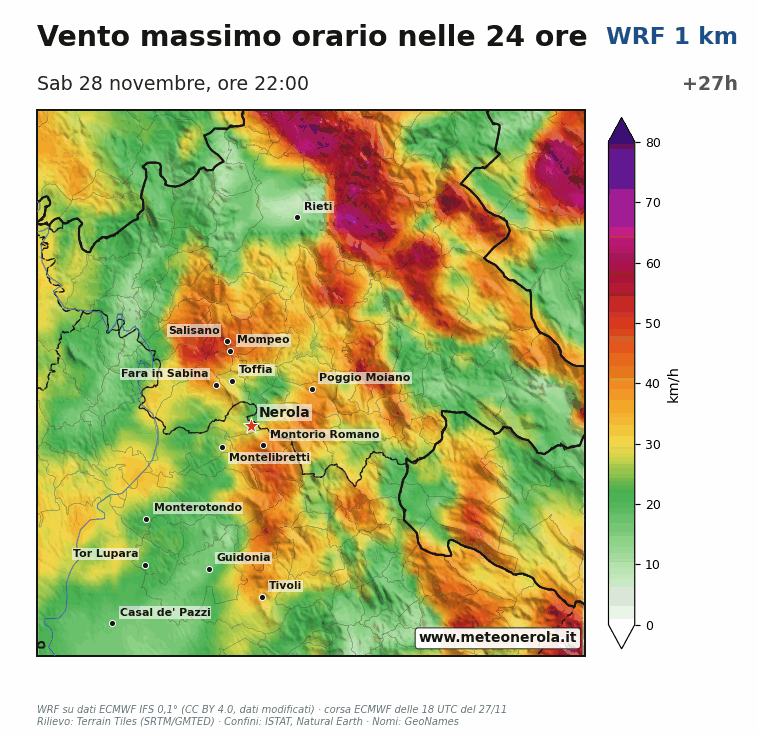 Vento massimo orario nelle 24 ore WRF 1 km
Sab 28 novembre, ore 22:00 +27h
80
70
60
50
40
30
20
10
0
km/h
Rieti
Salisano
Mompeo
Toffia
Fara in Sabina
Poggio Moiano
Nerola
Montorio Romano
Montelibretti
Monterotondo
Tor Lupara
Guidonia
Tivoli
Casal de' Pazzi
www.meteonerola.it
WRF su dati ECMWF IFS 0,1° (CC BY 4.0, dati modificati) · corsa ECMWF delle 18 UTC del 27/11
Rilievo: Terrain Tiles (SRTM/GMTED) · Confini: ISTAT, Natural Earth · Nomi: GeoNames